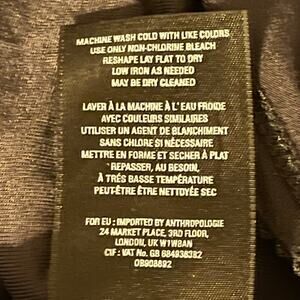 MACHINE WASH COLD WITH LIKE COLORS
USE ONLY NON-CHLORINE BLEACH
RESHAPE LAY FLAT TO DRY
LOW IRON AS NEEDED
MAY BE DRY CLEANED
LAVER À LA MACHINE À L'EAU FROIDE
AVEC COULEURS SIMILAIRES
UTILISER UN AGENT DE BLANCHIMENT
SANS CHLORE SI NÉCESSAIRE
METTRE EN FORME ET SECHER À PLAT
REPASSER, AU BESOIN,
À TRÉS BASSE TEMPÉRATURE
PEUT-ÊTRE ÊTRE NETTOYÉE SEC
FOR EU : IMPORTED BY ANTHROPOLOGIE
24 MARKET PLACE, 3RD FLOOR,
LONDON, UK W1W8AN
CIF : VAT No. GB 684938382
OB908692